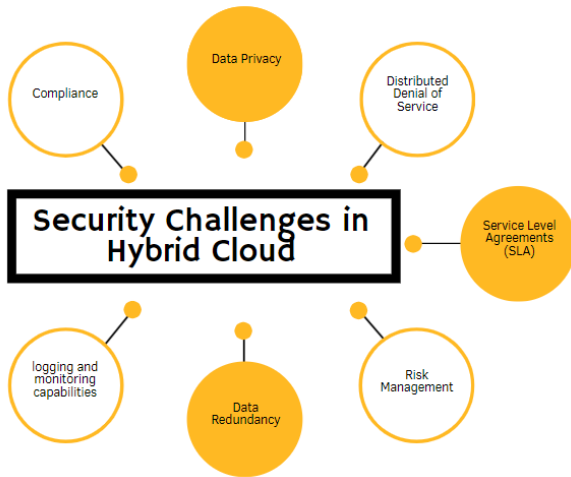 Data Privacy
Compliance
Distributed
Denial of
Service
Security Challenges in
Hybrid Cloud
Service Level
Agreements
(SLA)
logging and
monitoring
capabilities
Data
Redundancy
Risk
Management